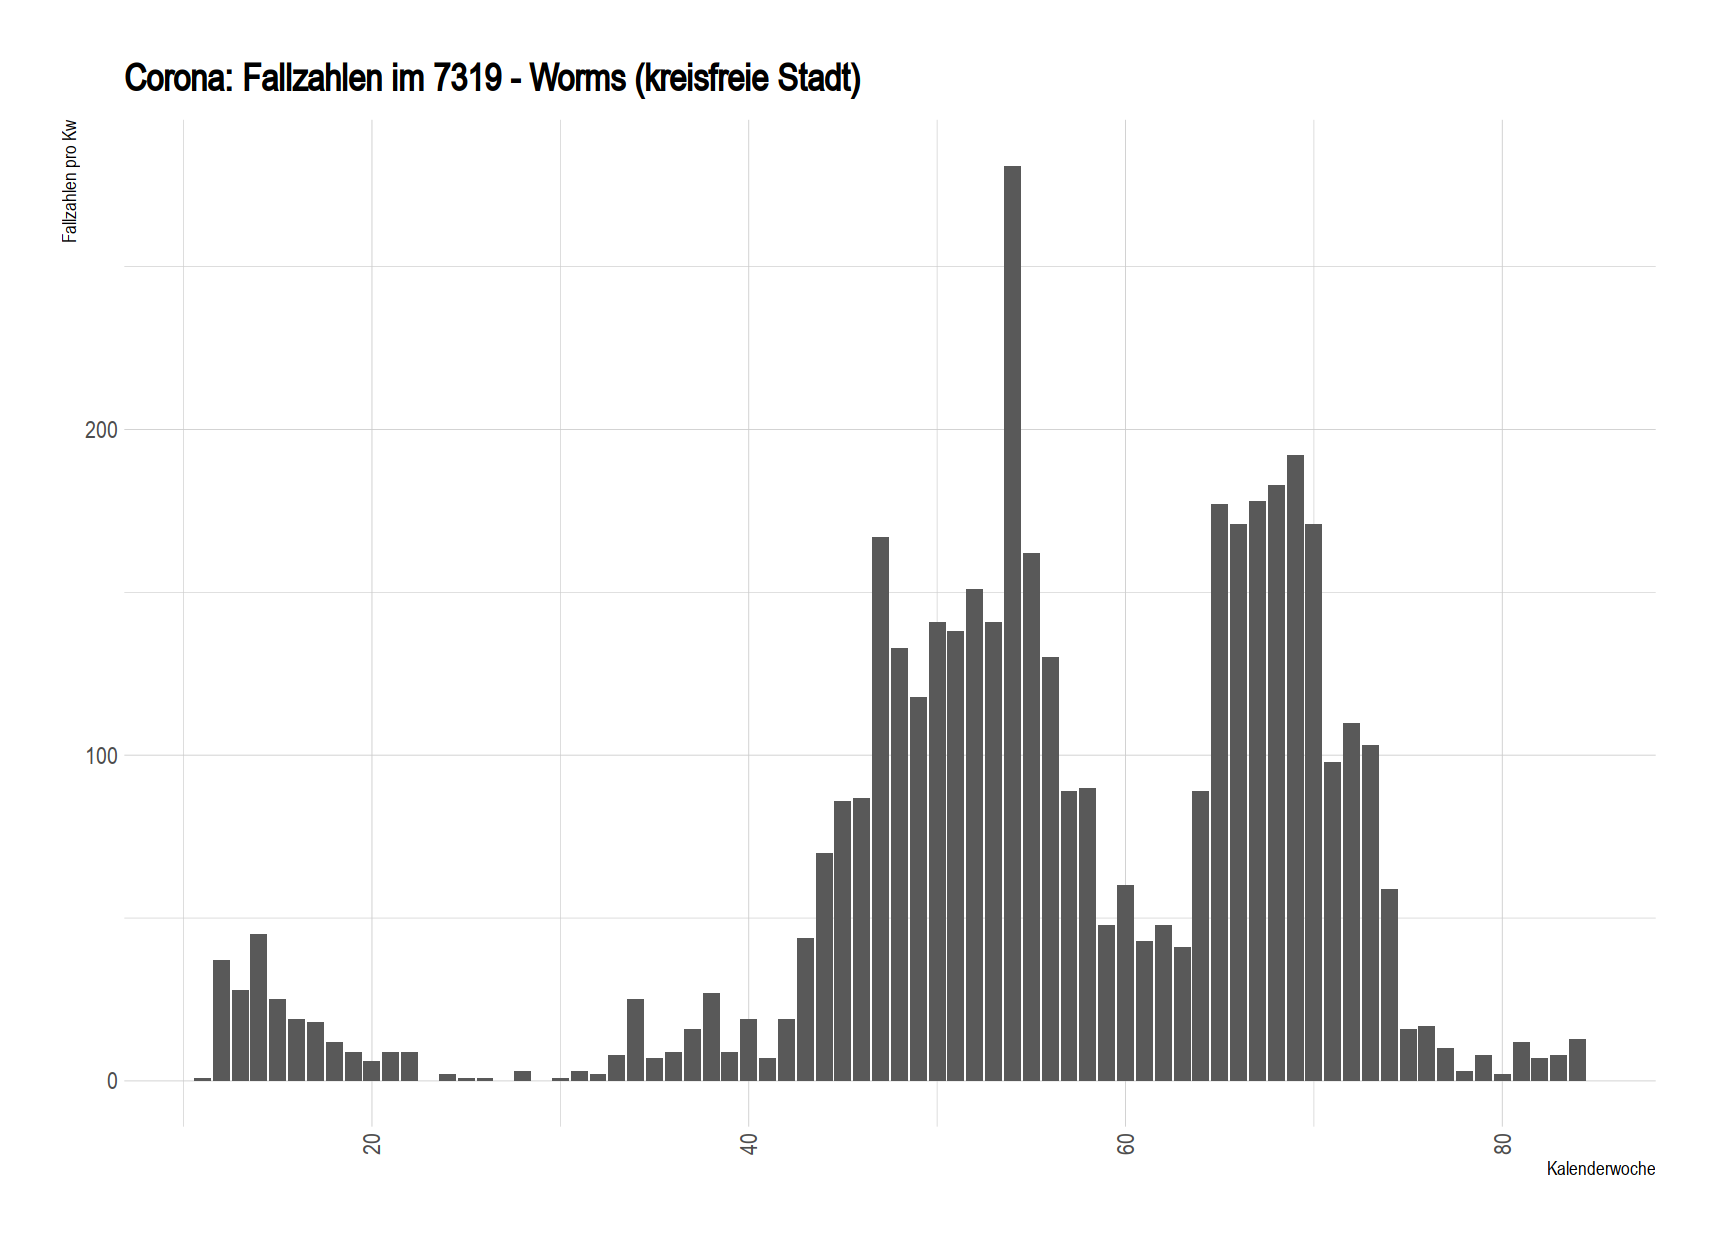 Corona: Fallzahlen im 7319 - Worms (kreisfreie Stadt)
Fallzahlen pro Kw
200
100
0
20
40
60
80
Kalenderwoche